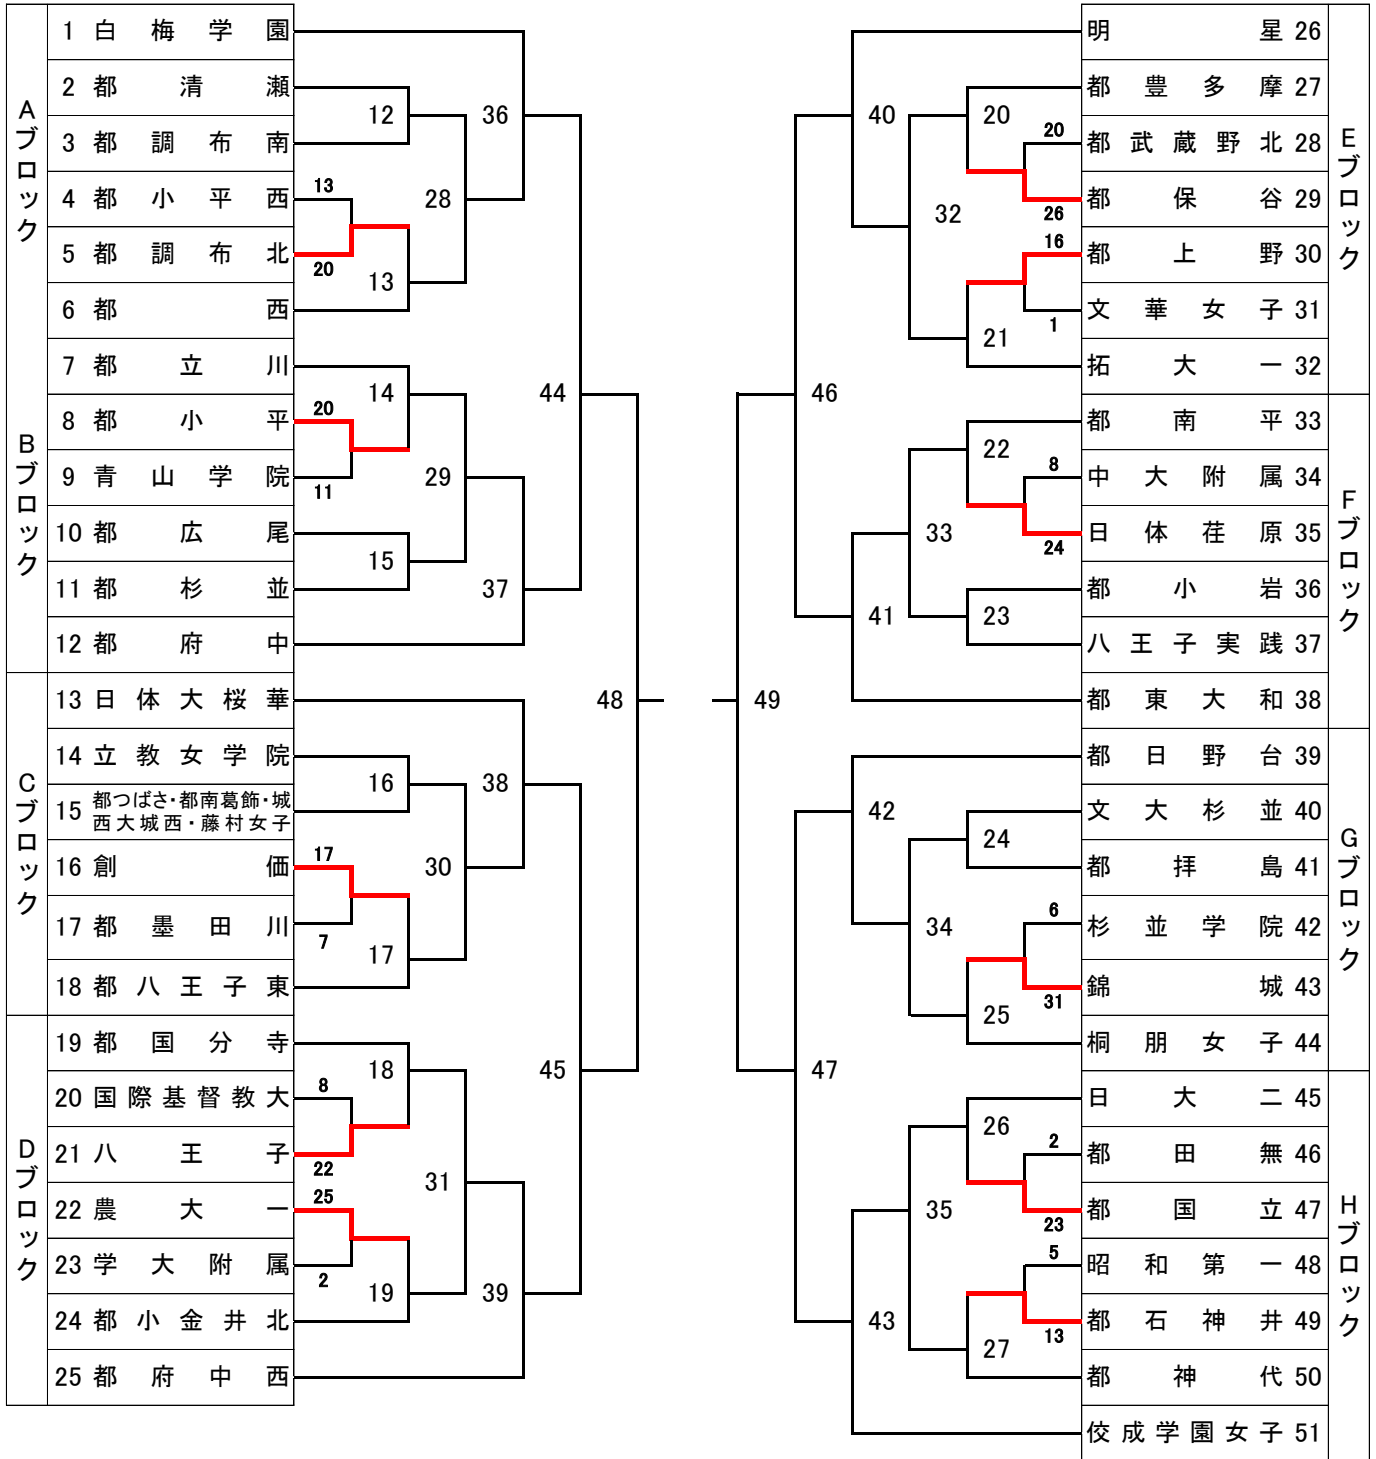 Aブロック
1 白梅学園
2 都清瀬
3 都調布南
4 都小平西
5 都調布北
6 都西
Bブロック
7 都立川
8 都小平
9 青山学院
10 都広尾
11 都杉並
12 都府中
Cブロック
13 日体大桜華
14 立教女学院
15 都つばさ・都南葛飾・城
西大城西・藤村女子
16 創価
17 都墨田川
18 都八王子東
Dブロック
19 都国分寺
20 国際基督教大
21 八王子
22 農大一
23 学大附属
24 都小金井北
25 都府中西
12
36
13
28
20
13
14
44
20
29
11
15
37
48
16
38
17
30
7
17
18
45
8
22
31
25
2
19
39
明星 26
都豊多摩 27
都武蔵野北 28
都保谷 29
都上野 30
文華女子 31
拓大一 32
Eブロック
都南平 33
中大附属 34
日体荏原 35
都小岩 36
八王子実践 37
都東大和 38
Fブロック
都日野台 39
文大杉並 40
都拝島 41
杉並学院 42
錦城 43
桐朋女子 44
Gブロック
日大二 45
都田無 46
都国立 47
昭和第一 48
都石神井 49
都神代 50
佼成学園女子 51
Hブロック
40
20
20
32
26
16
1
21
46
22
8
33
24
41
23
49
42
24
6
34
31
25
47
26
2
35
23
5
43
13
27